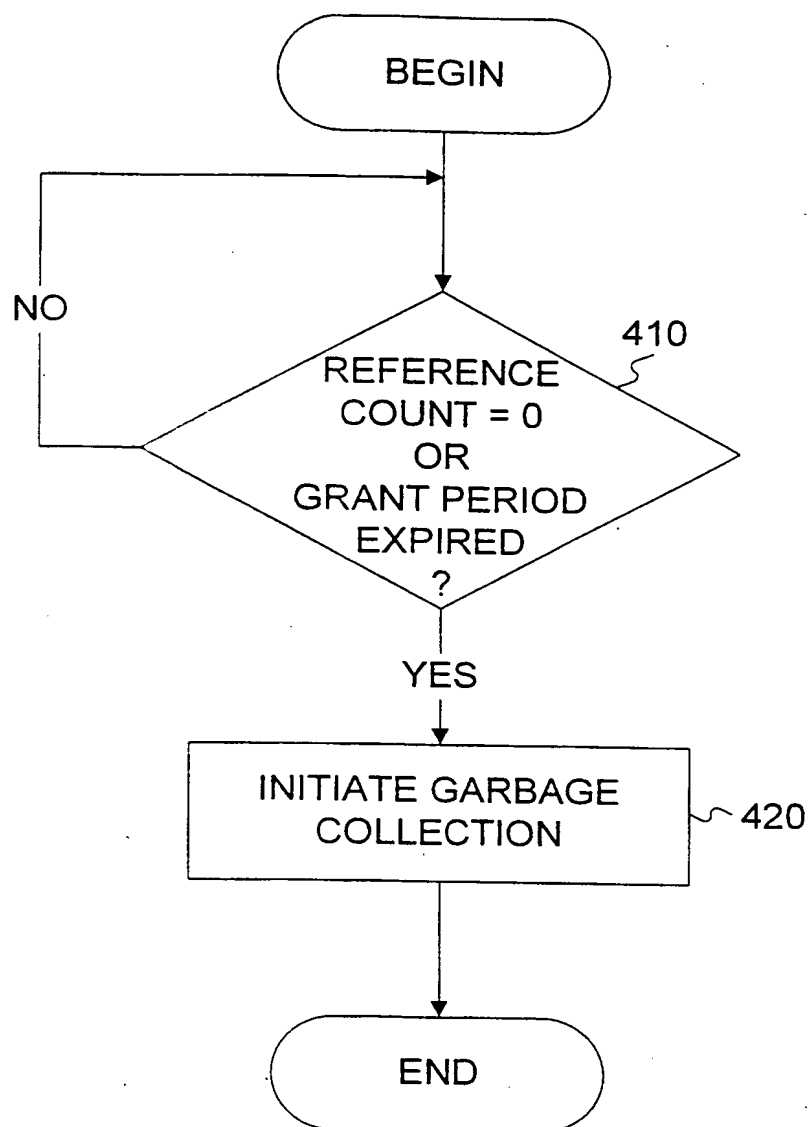 BEGIN
NO
410
REFERENCE
COUNT = 0
OR
GRANT PERIOD
EXPIRED
?
YES
INITIATE GARBAGE
COLLECTION
420
END